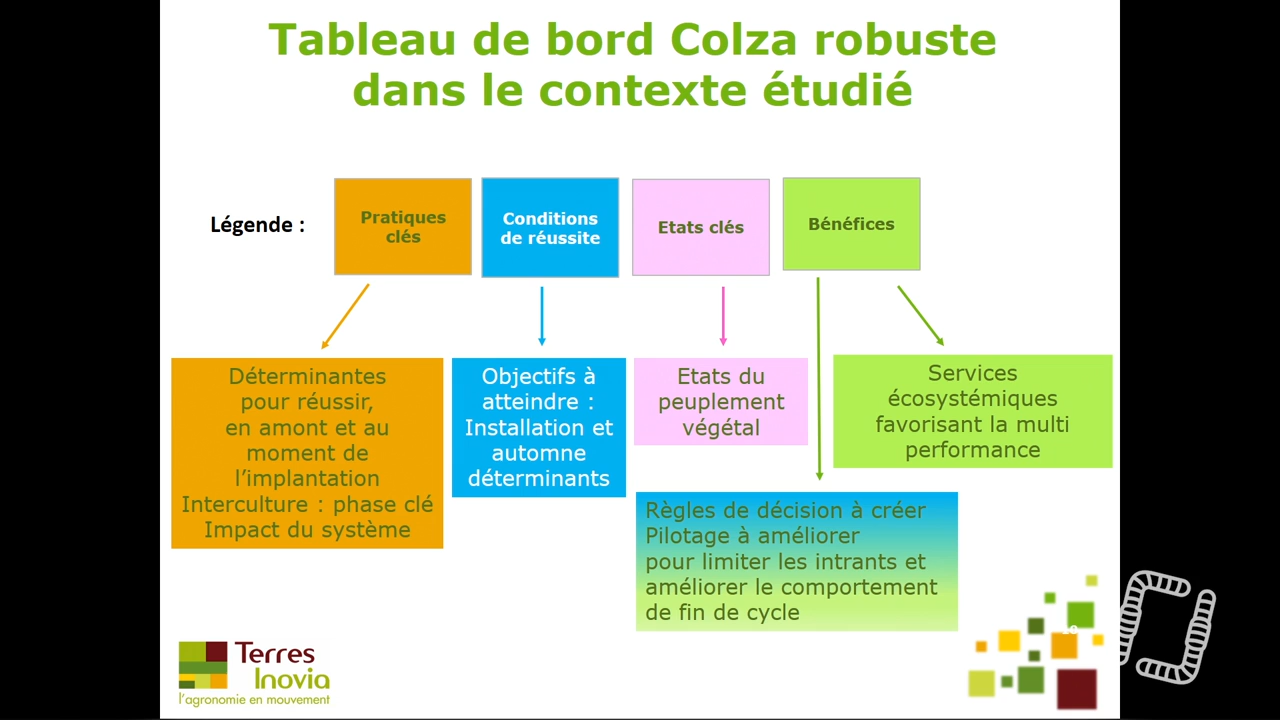 Tableau de bord Colza robuste
dans le contexte étudié
Légende :
Pratiques
clés
Conditions
de réussite
Etats clés
Bénéfices
Déterminantes
pour réussir,
en amont et au
moment de
l’implantation
Interculture : phase clé
Impact du système
Objectifs à
atteindre :
Installation et
automne
déterminants
Etats du
peuplement
végétal
Services
écosystémiques
favorisant la multi
performance
Règles de décision à créer
Pilotage à améliorer
pour limiter les intrants et
améliorer le comportement
de fin de cycle
Terres
Inovia
l’agronomie en mouvement